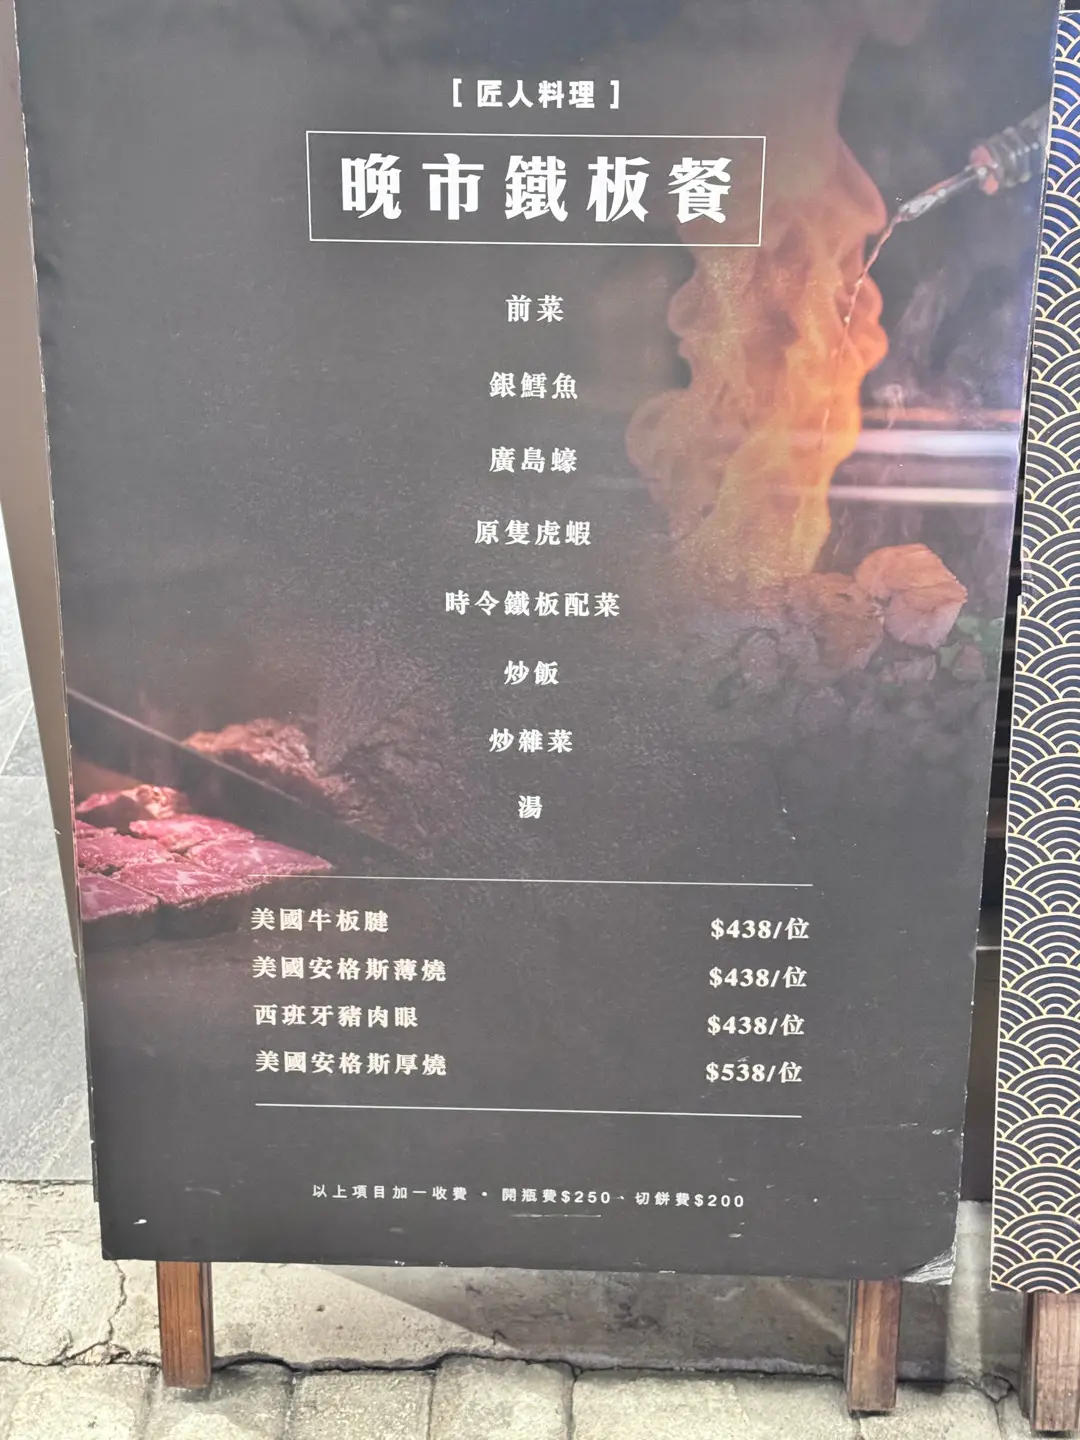 [ 匠人料理 ]
晚市鐵板餐
前菜
銀鱈魚
廣島蠔
原隻虎蝦
時令鐵板配菜
炒飯
炒雜菜
湯
美國牛板腱 $438/位
美國安格斯薄燒 $438/位
西班牙豬肉眼 $438/位
美國安格斯厚燒 $538/位
以上項目加一收費 • 開瓶費$250、切餅費$200